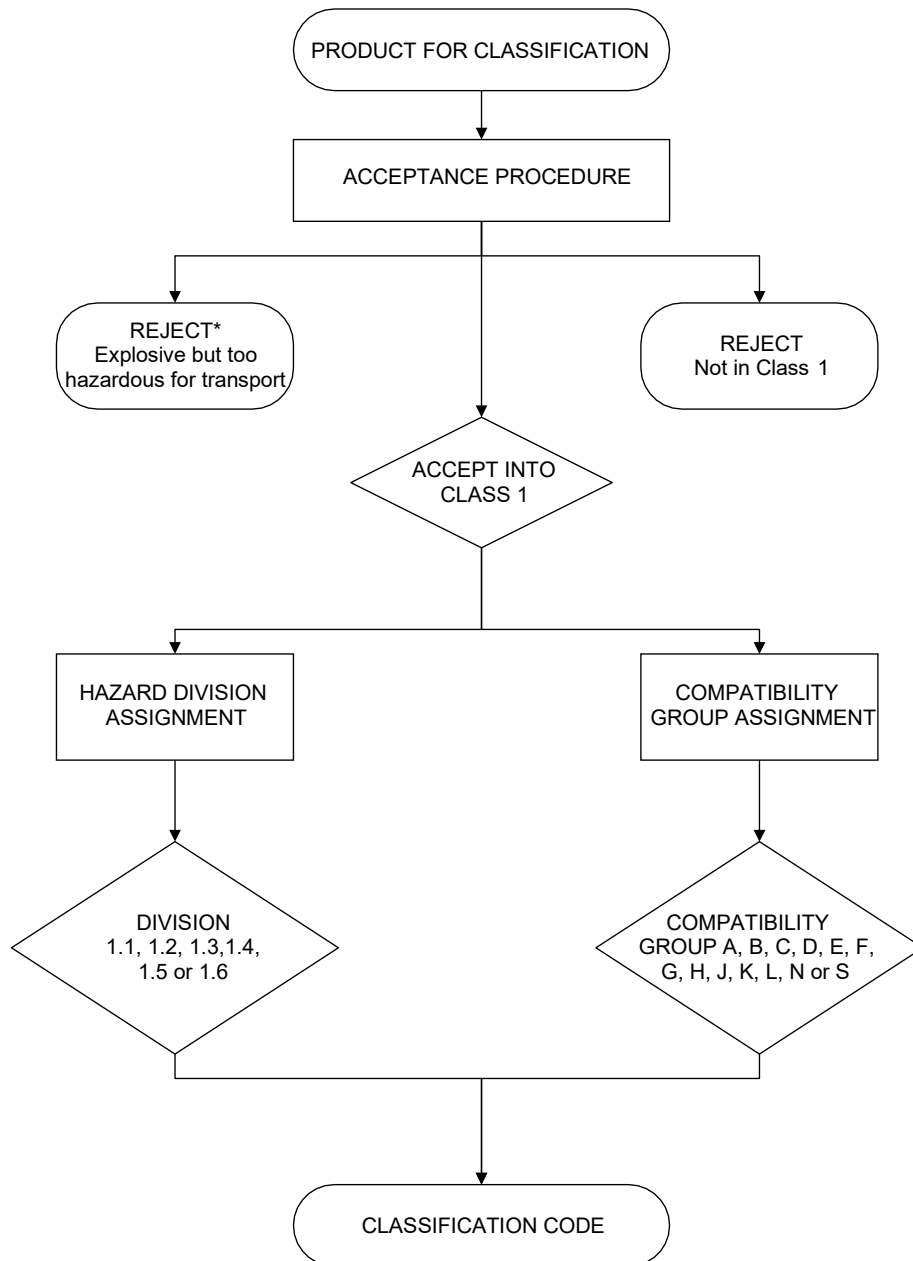 PRODUCT FOR CLASSIFICATION
ACCEPTANCE PROCEDURE
REJECT*
Explosive but too
hazardous for transport
REJECT
Not in Class 1
ACCEPT INTO
CLASS 1
HAZARD DIVISION
ASSIGNMENT
COMPATIBILITY
GROUP ASSIGNMENT
DIVISION
1.1, 1.2, 1.3,1.4,
1.5 or 1.6
COMPATIBILITY
GROUP A, B, C, D, E, F,
G, H, J, K, L, N or S
CLASSIFICATION CODE